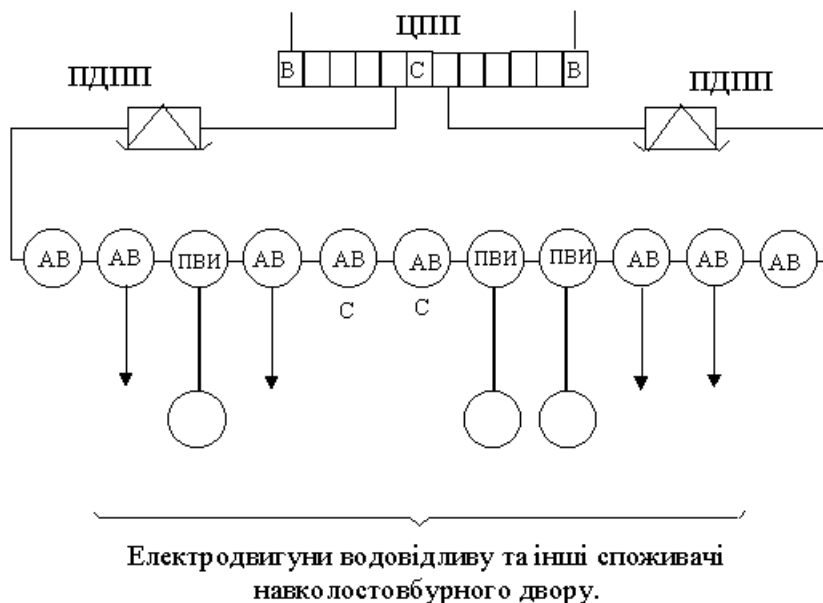 ЦПП
В С В
ПДПП ПДПП
АВ АВ ПВИ АВ АВ АВ ПВИ ПВИ АВ АВ АВ
С С
Електродвигуни водовідливу та інші споживачі
навколостовбурного двору.